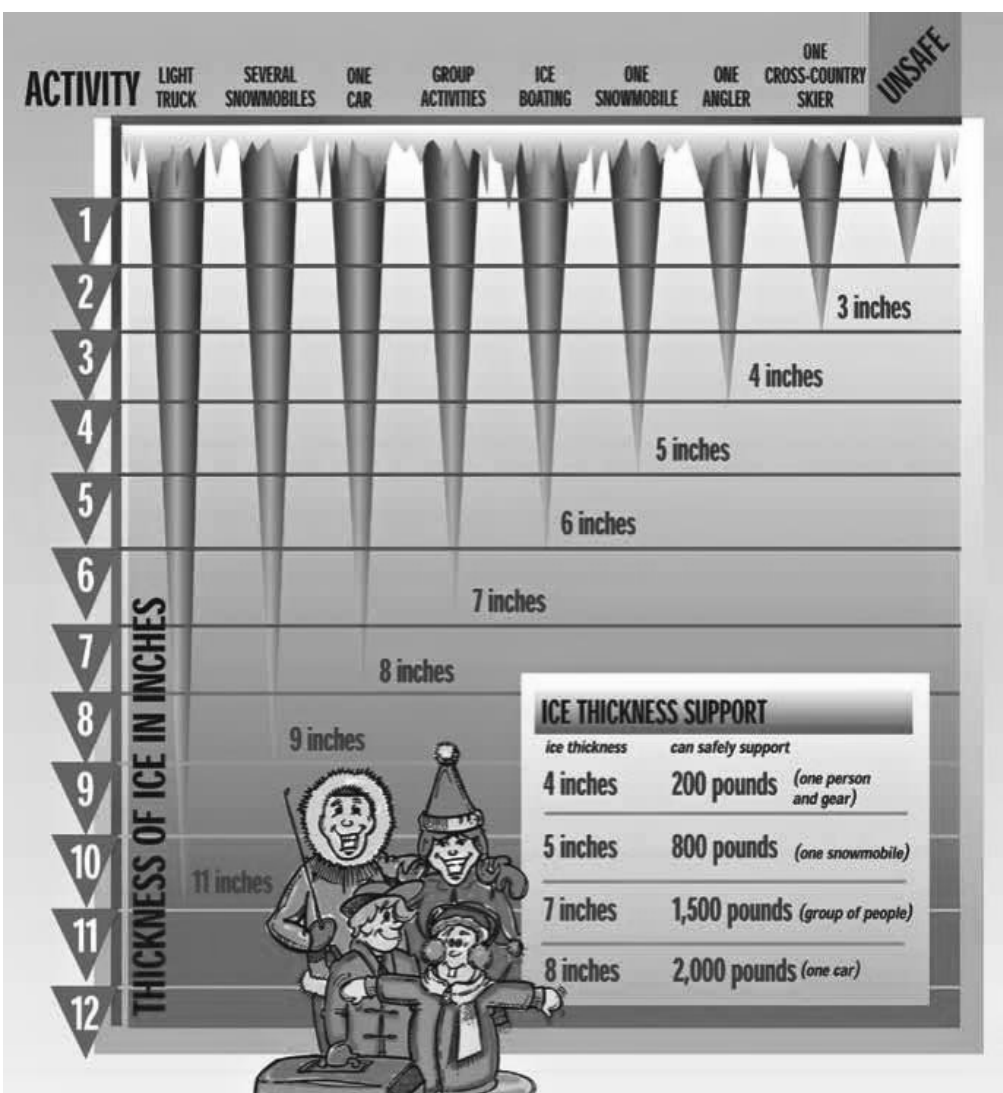 ACTIVITY
LIGHT
TRUCK
SEVERAL
SNOWMOBILES
ONE
CAR
GROUP
ACTIVITIES
ICE
BOATING
ONE
SNOWMOBILE
ONE
ANGLER
ONE
CROSS-COUNTRY
SKIER
UNSAFE
1
2
3
4
5
6
7
8
9
10
11
12
THICKNESS OF ICE IN INCHES
3 inches
4 inches
5 inches
6 inches
7 inches
8 inches
9 inches
11 inches
ICE THICKNESS SUPPORT
ice thickness can safely support
4 inches 200 pounds (one person
and gear)
5 inches 800 pounds (one snowmobile)
7 inches 1,500 pounds (group of people)
8 inches 2,000 pounds (one car)